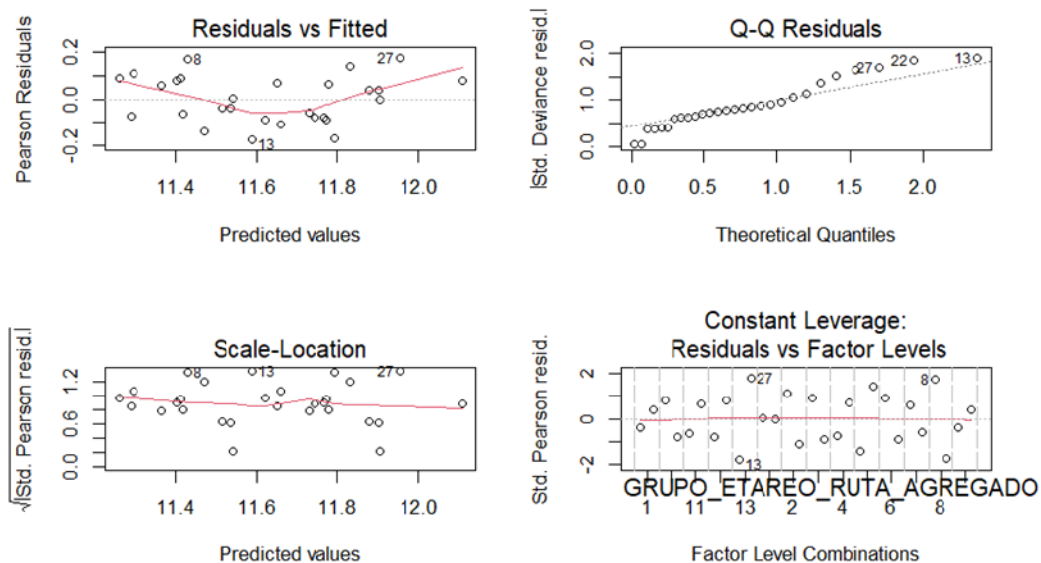 Residuals vs Fitted
Pearson Residuals
0.2
0.0
-0.2
8
27
13
11.4 11.6 11.8 12.0
Predicted values
Q-Q Residuals
|Std. Deviance resid.|
2.0
1.0
0.0
27
22
13
0.0 0.5 1.0 1.5 2.0
Theoretical Quantiles
Scale-Location
√|Std. Pearson resid.|
1.2
0.6
0.0
8
13
27
11.4 11.6 11.8 12.0
Predicted values
Constant Leverage:
Residuals vs Factor Levels
Std. Pearson resid.
2
0
-2
27
8
13
GRUPO_ETAREO_RUTA_AGREGADO
1 11 13 2 4 6 8
Factor Level Combinations